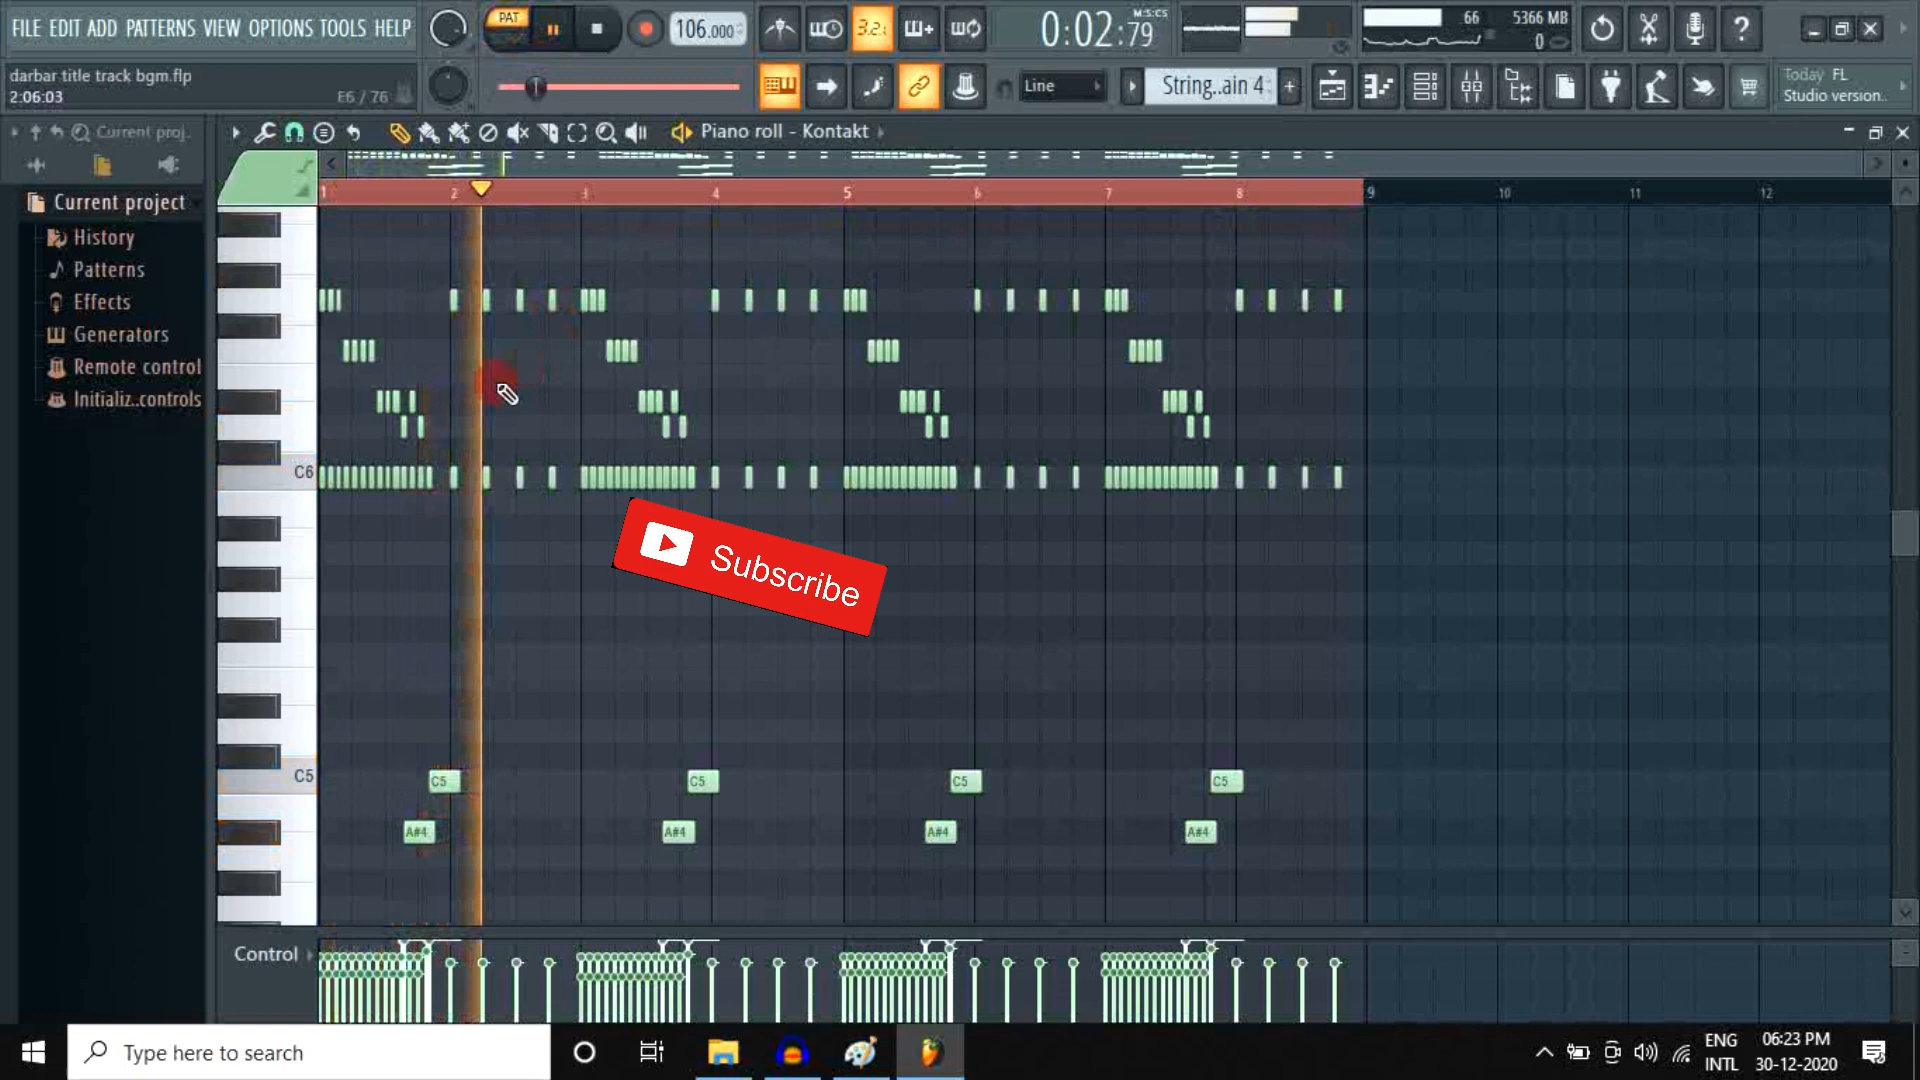 FILE EDIT ADD PATTERNS VIEW OPTIONS TOOLS HELP
PAT
106.000
3.2.
0:02:79
M:S:CS
66
5366 MB
0
darbar title track bgm.flp
2:06:03
E6 / 76
Line
String..ain 4
Today FL
Studio version..
Current proj.
Piano roll - Kontakt
1 2 3 4 5 6 7 8 9 10 11 12
Current project
History
Patterns
Effects
Generators
Remote control
Initializ..controls
C6
Subscribe
C5
C5 C5 C5 C5
A#4 A#4 A#4 A#4
Control
Type here to search
ENG
INTL
06:23 PM
30-12-2020